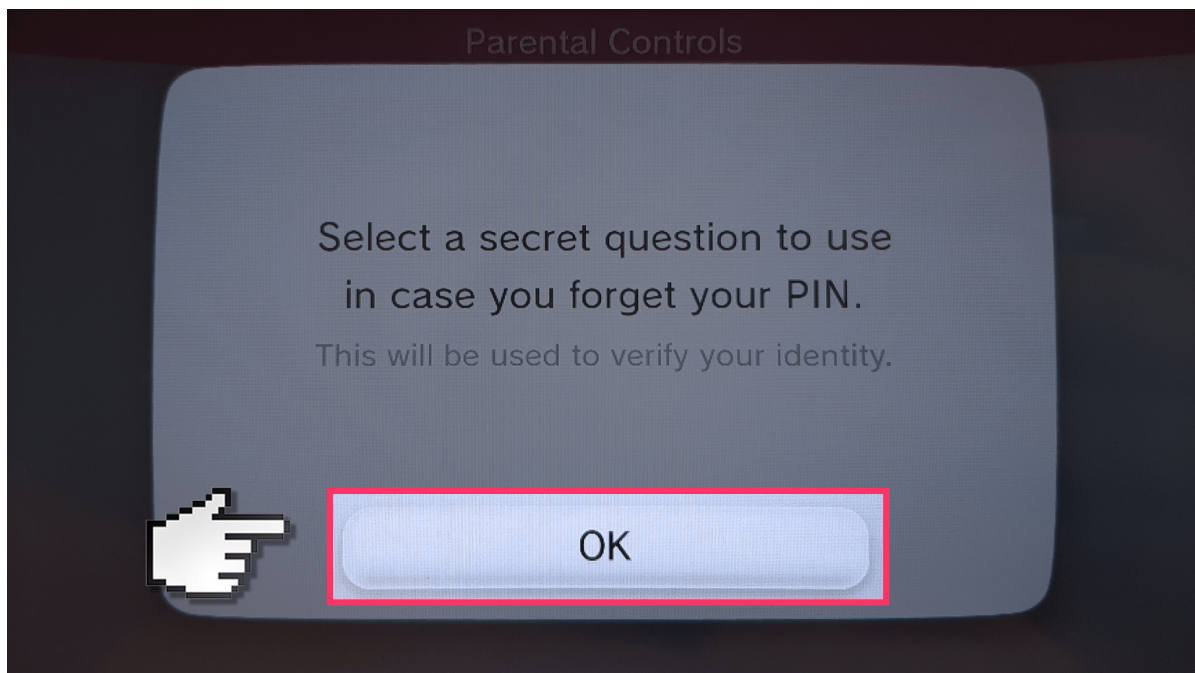 Parental Controls
Select a secret question to use
in case you forget your PIN.
This will be used to verify your identity.
OK